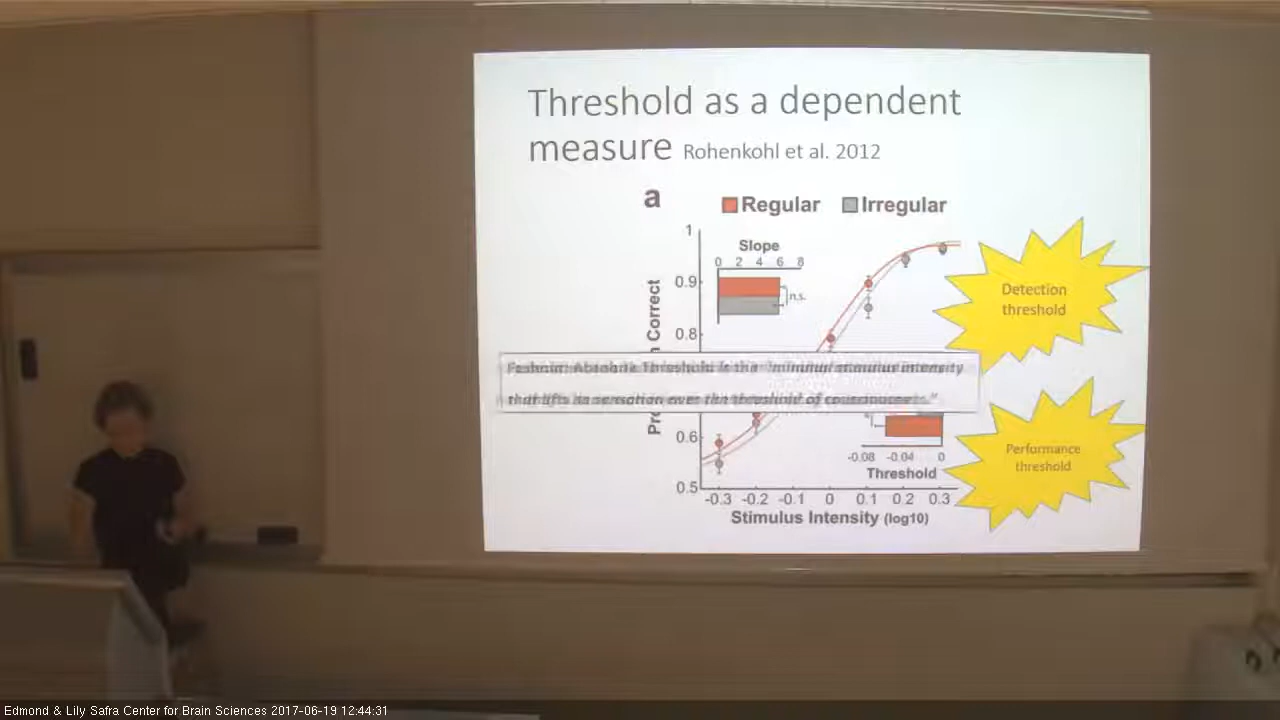 Threshold as a dependent
measure Rohenkohl et al. 2012
a
Regular Irregular
1
Slope
0 2 4 6 8
0.9
n.s.
Correct
0.8
Absolute Threshold is the "minimal stimulus intensity
that lifts its sensation over the threshold of consciousness."
Pro
0.6
-0.08 -0.04 0
Threshold
0.5
-0.3 -0.2 -0.1 0 0.1 0.2 0.3
Stimulus Intensity (log10)
Detection
threshold
Performance
threshold
Edmond & Lily Safra Center for Brain Sciences 2017-06-19 12:44:31